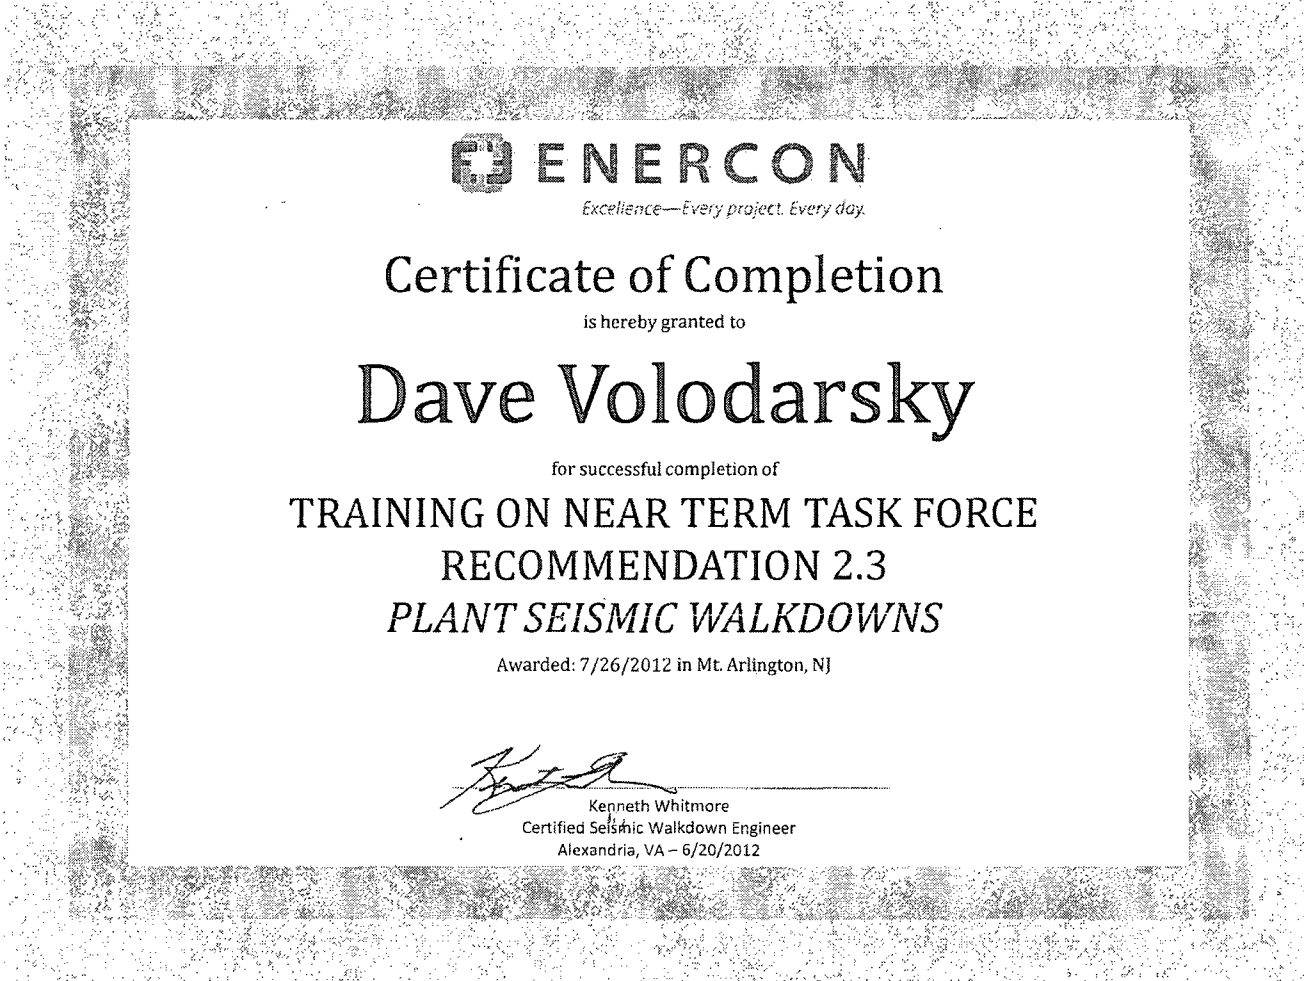 ENERCON
Excellence—Every project. Every day.
Certificate of Completion
is hereby granted to
Dave Volodarsky
for successful completion of
TRAINING ON NEAR TERM TASK FORCE
RECOMMENDATION 2.3
PLANT SEISMIC WALKDOWNS
Awarded: 7/26/2012 in Mt. Arlington, NJ
Kenneth Whitmore
Certified Seismic Walkdown Engineer
Alexandria, VA – 6/20/2012